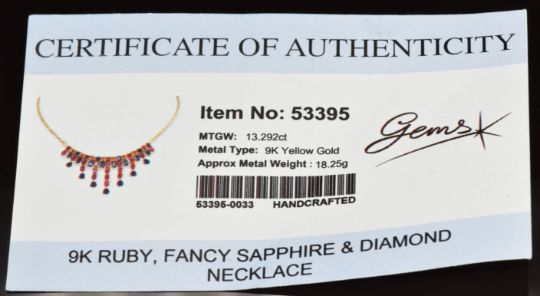 CERTIFICATE OF AUTHENTICITY
Item No: 53395
MTGW: 13.292ct
Metal Type: 9K Yellow Gold
Approx Metal Weight : 18.25g
Gems
53395-0033 HANDCRAFTED
9K RUBY, FANCY SAPPHIRE & DIAMOND
NECKLACE